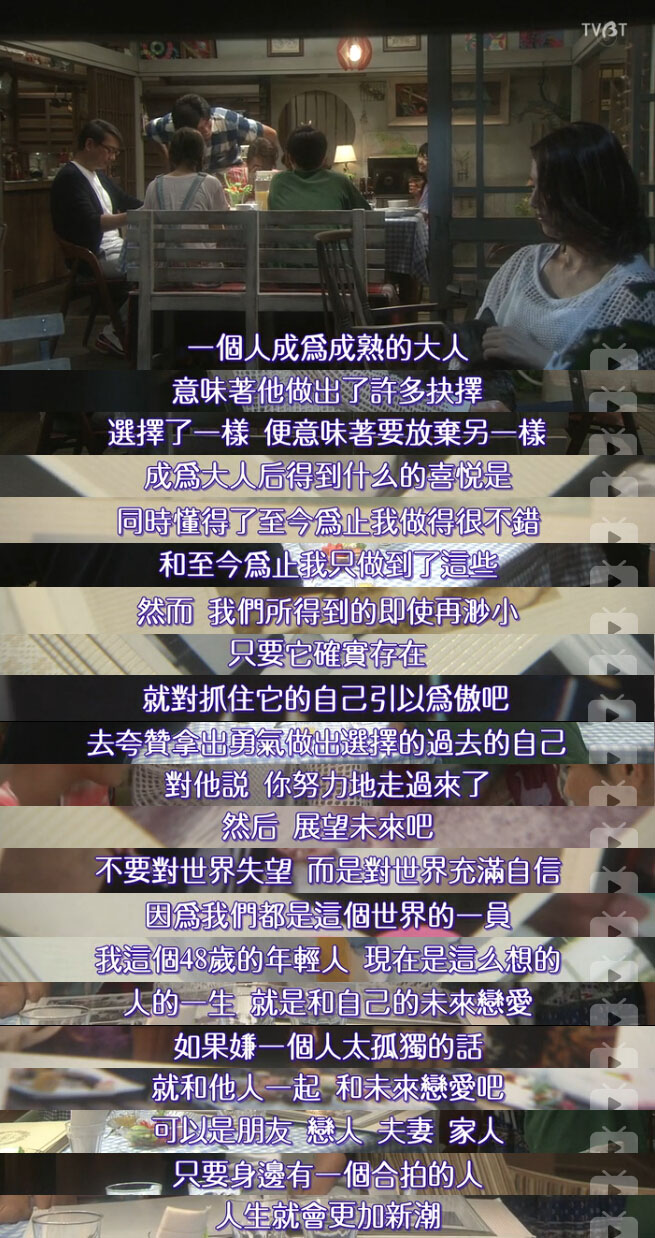 TVBT
一個人成爲成熟的大人
意味著他做出了許多抉擇
選擇了一樣 便意味著要放棄另一樣
成爲大人后得到什么的喜悦是
同時懂得了至今爲止我做得很不錯
和至今爲止我只做到了這些
然而 我們所得到的即使再渺小
只要它確實存在
就對抓住它的自己引以爲傲吧
去夸贊拿出勇氣做出選擇的過去的自己
對他説 你努力地走過來了
然后 展望未來吧
不要對世界失望 而是對世界充滿自信
因爲我們都是這個世界的一員
我這個48歲的年輕人 現在是這么想的
人的一生 就是和自己的未來戀愛
如果嫌一個人太孤獨的話
就和他人一起 和未來戀愛吧
可以是朋友 戀人 夫妻 家人
只要身邊有一個合拍的人
人生就會更加新潮